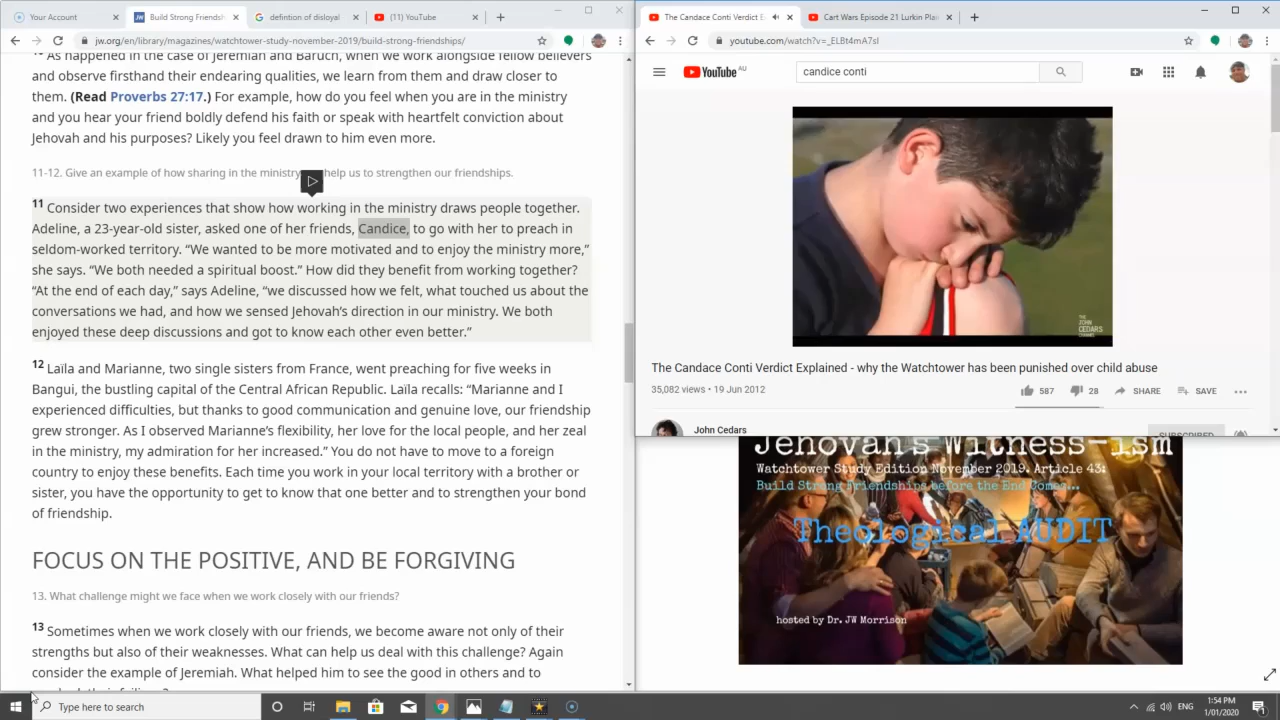 Your Account
Build Strong Friendsh
defintion of disloyal
(11) YouTube
jw.org/en/library/magazines/watchtower-study-november-2019/build-strong-friendships/
As happened in the case of Jeremiah and Baruch, when we work alongside fellow believers
and observe firsthand their endearing qualities, we learn from them and draw closer to
them. (Read Proverbs 27:17.) For example, how do you feel when you are in the ministry
and you hear your friend boldly defend his faith or speak with heartfelt conviction about
Jehovah and his purposes? Likely you feel drawn to him even more.
11-12. Give an example of how sharing in the ministry help us to strengthen our friendships.
11 Consider two experiences that show how working in the ministry draws people together.
Adeline, a 23-year-old sister, asked one of her friends, Candice, to go with her to preach in
seldom-worked territory. “We wanted to be more motivated and to enjoy the ministry more,”
she says. “We both needed a spiritual boost.” How did they benefit from working together?
“At the end of each day,” says Adeline, “we discussed how we felt, what touched us about the
conversations we had, and how we sensed Jehovah’s direction in our ministry. We both
enjoyed these deep discussions and got to know each other even better.”
12 Laïla and Marianne, two single sisters from France, went preaching for five weeks in
Bangui, the bustling capital of the Central African Republic. Laïla recalls: “Marianne and I
experienced difficulties, but thanks to good communication and genuine love, our friendship
grew stronger. As I observed Marianne’s flexibility, her love for the local people, and her zeal
in the ministry, my admiration for her increased.” You do not have to move to a foreign
country to enjoy these benefits. Each time you work in your local territory with a brother or
sister, you have the opportunity to get to know that one better and to strengthen your bond
of friendship.
FOCUS ON THE POSITIVE, AND BE FORGIVING
13. What challenge might we face when we work closely with our friends?
13 Sometimes when we work closely with our friends, we become aware not only of their
strengths but also of their weaknesses. What can help us deal with this challenge? Again
consider the example of Jeremiah. What helped him to see the good in others and to
The Candace Conti Verdict E
Cart Wars Episode 21 Lurkin Plai
youtube.com/watch?v=_ELBt4mA7sI
YouTube AU
candice conti
THE JOHN CEDARS CHANNEL
The Candace Conti Verdict Explained - why the Watchtower has been punished over child abuse
35,082 views • 19 Jun 2012
587
28
SHARE
SAVE
John Cedars
SUBSCRIBED
Jehovah's Witness-ism
Watchtower Study Edition November 2019. Article 43:
Build Strong Friendships before the End Comes...
Theological AUDIT
hosted by Dr. JW Morrison
Type here to search
ENG
1:54 PM
1/01/2020
1